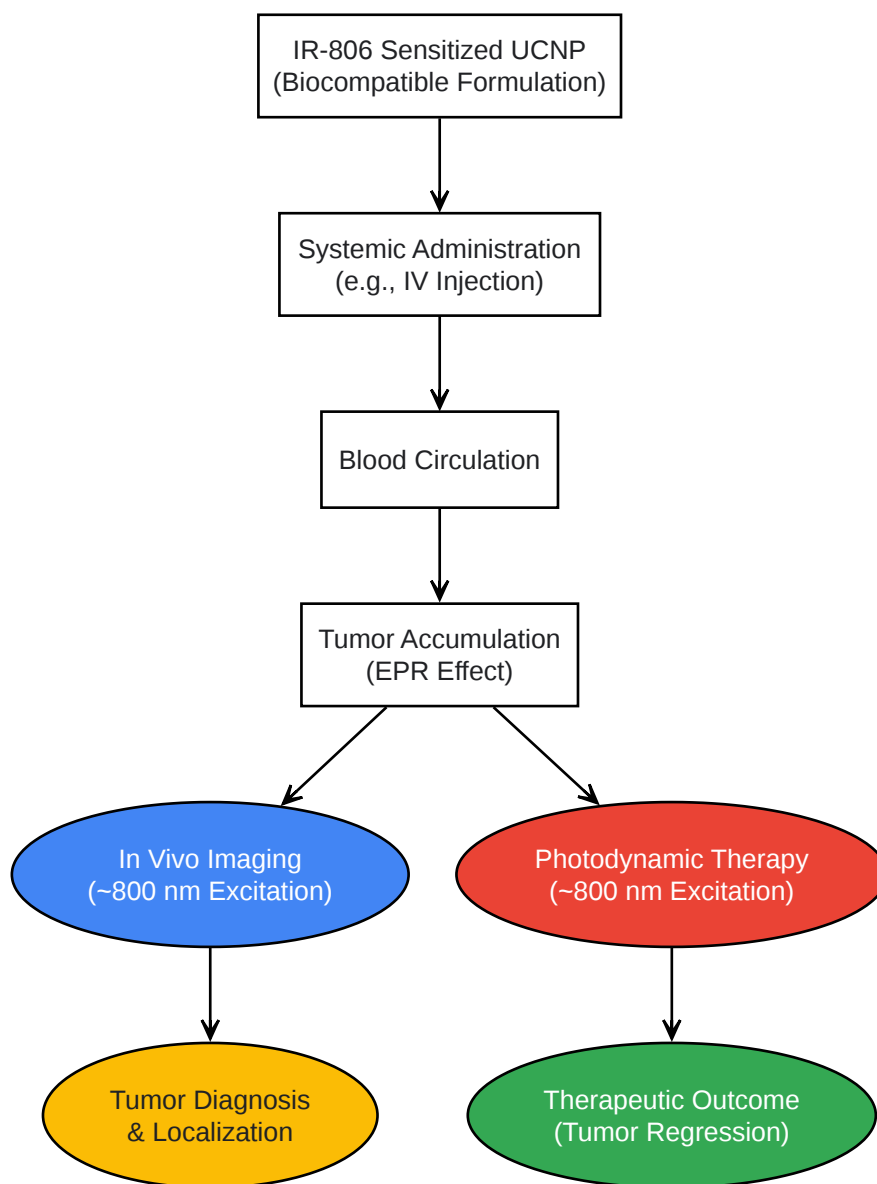 IR-806 Sensitized UCNP
(Biocompatible Formulation)
Systemic Administration
(e.g., IV Injection)
Blood Circulation
Tumor Accumulation
(EPR Effect)
In Vivo Imaging
(~800 nm Excitation)
Photodynamic Therapy
(~800 nm Excitation)
Tumor Diagnosis
& Localization
Therapeutic Outcome
(Tumor Regression)